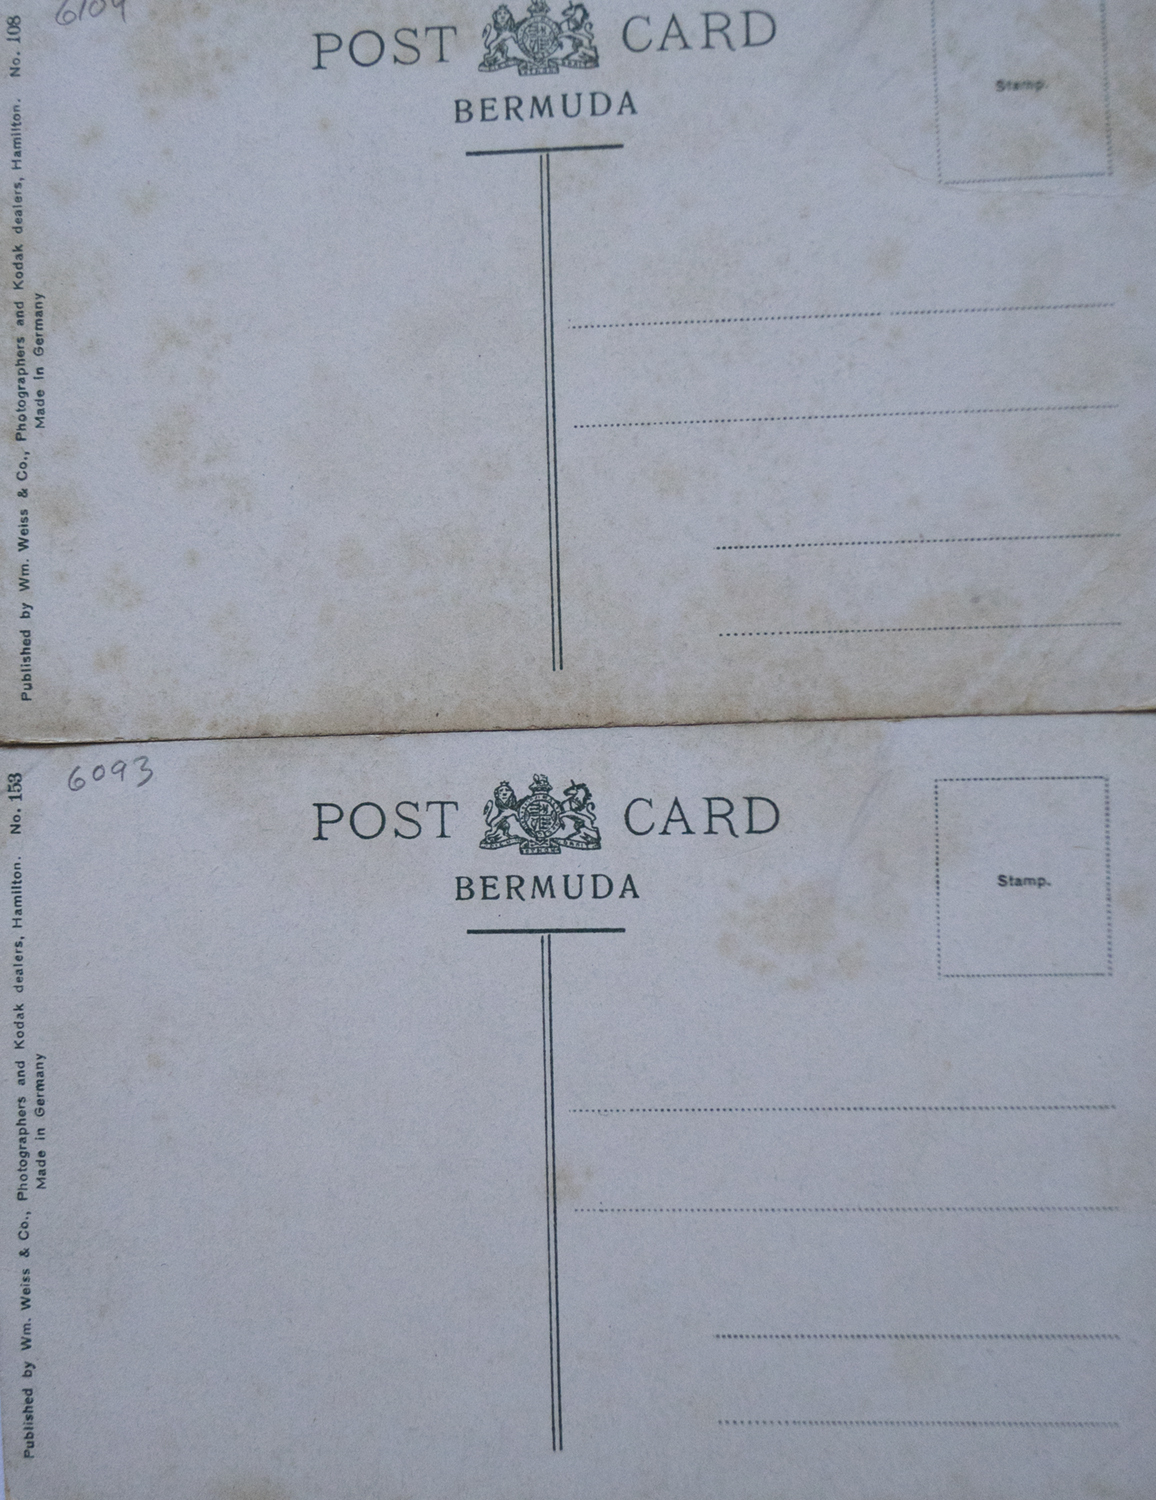 6104
POST CARD
BERMUDA
Stamp.
Published by Wm. Weiss & Co., Photographers and Kodak dealers, Hamilton. No. 108
Made in Germany
6093
POST CARD
BERMUDA
Stamp.
Published by Wm. Weiss & Co., Photographers and Kodak dealers, Hamilton. No. 153
Made in Germany